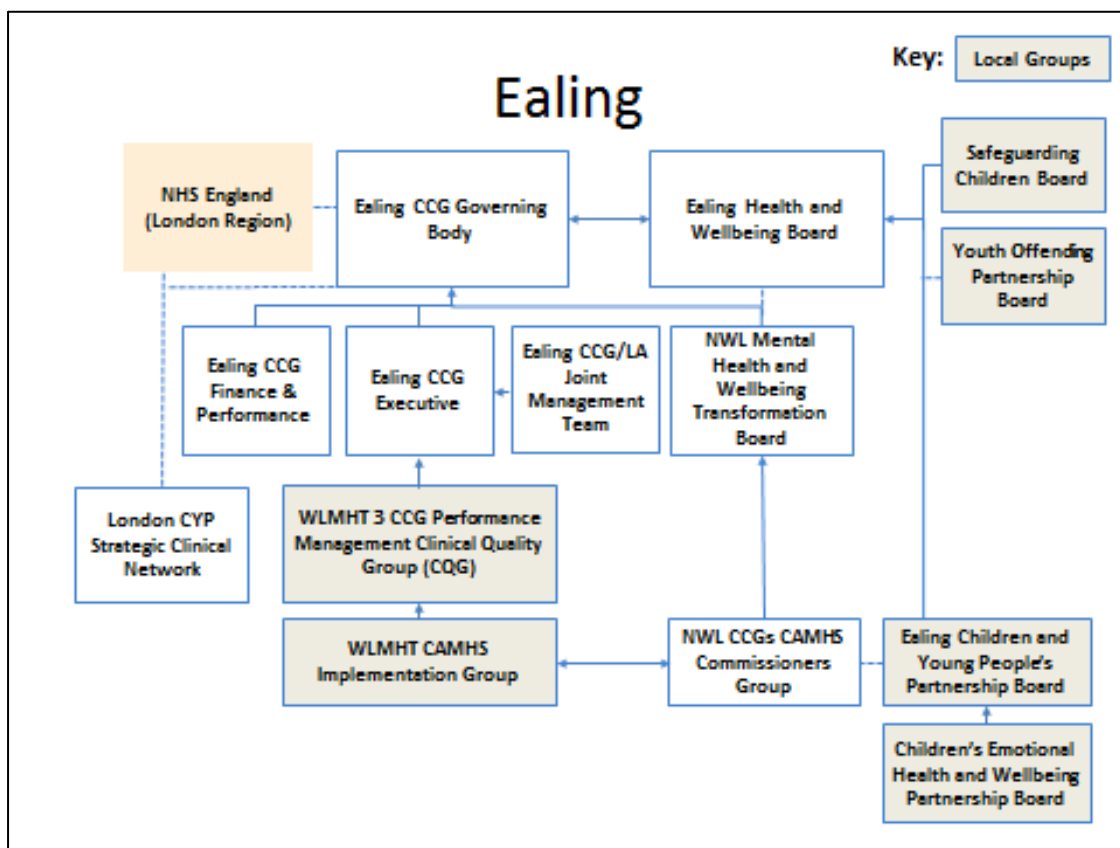 Key:
Local Groups
Ealing
Safeguarding
Children Board
NHS England
(London Region)
Ealing CCG Governing
Body
Ealing Health and
Wellbeing Board
Youth Offending
Partnership
Board
Ealing CCG
Finance &
Performance
Ealing CCG
Executive
Ealing CCG/LA
Joint
Management
Team
NWL Mental
Health and
Wellbeing
Transformation
Board
London CYP
Strategic Clinical
Network
WLMHT 3 CCG Performance
Management Clinical Quality
Group (CQG)
WLMHT CAMHS
Implementation Group
NWL CCGs CAMHS
Commissioners
Group
Ealing Children and
Young People's
Partnership Board
Children's Emotional
Health and Wellbeing
Partnership Board